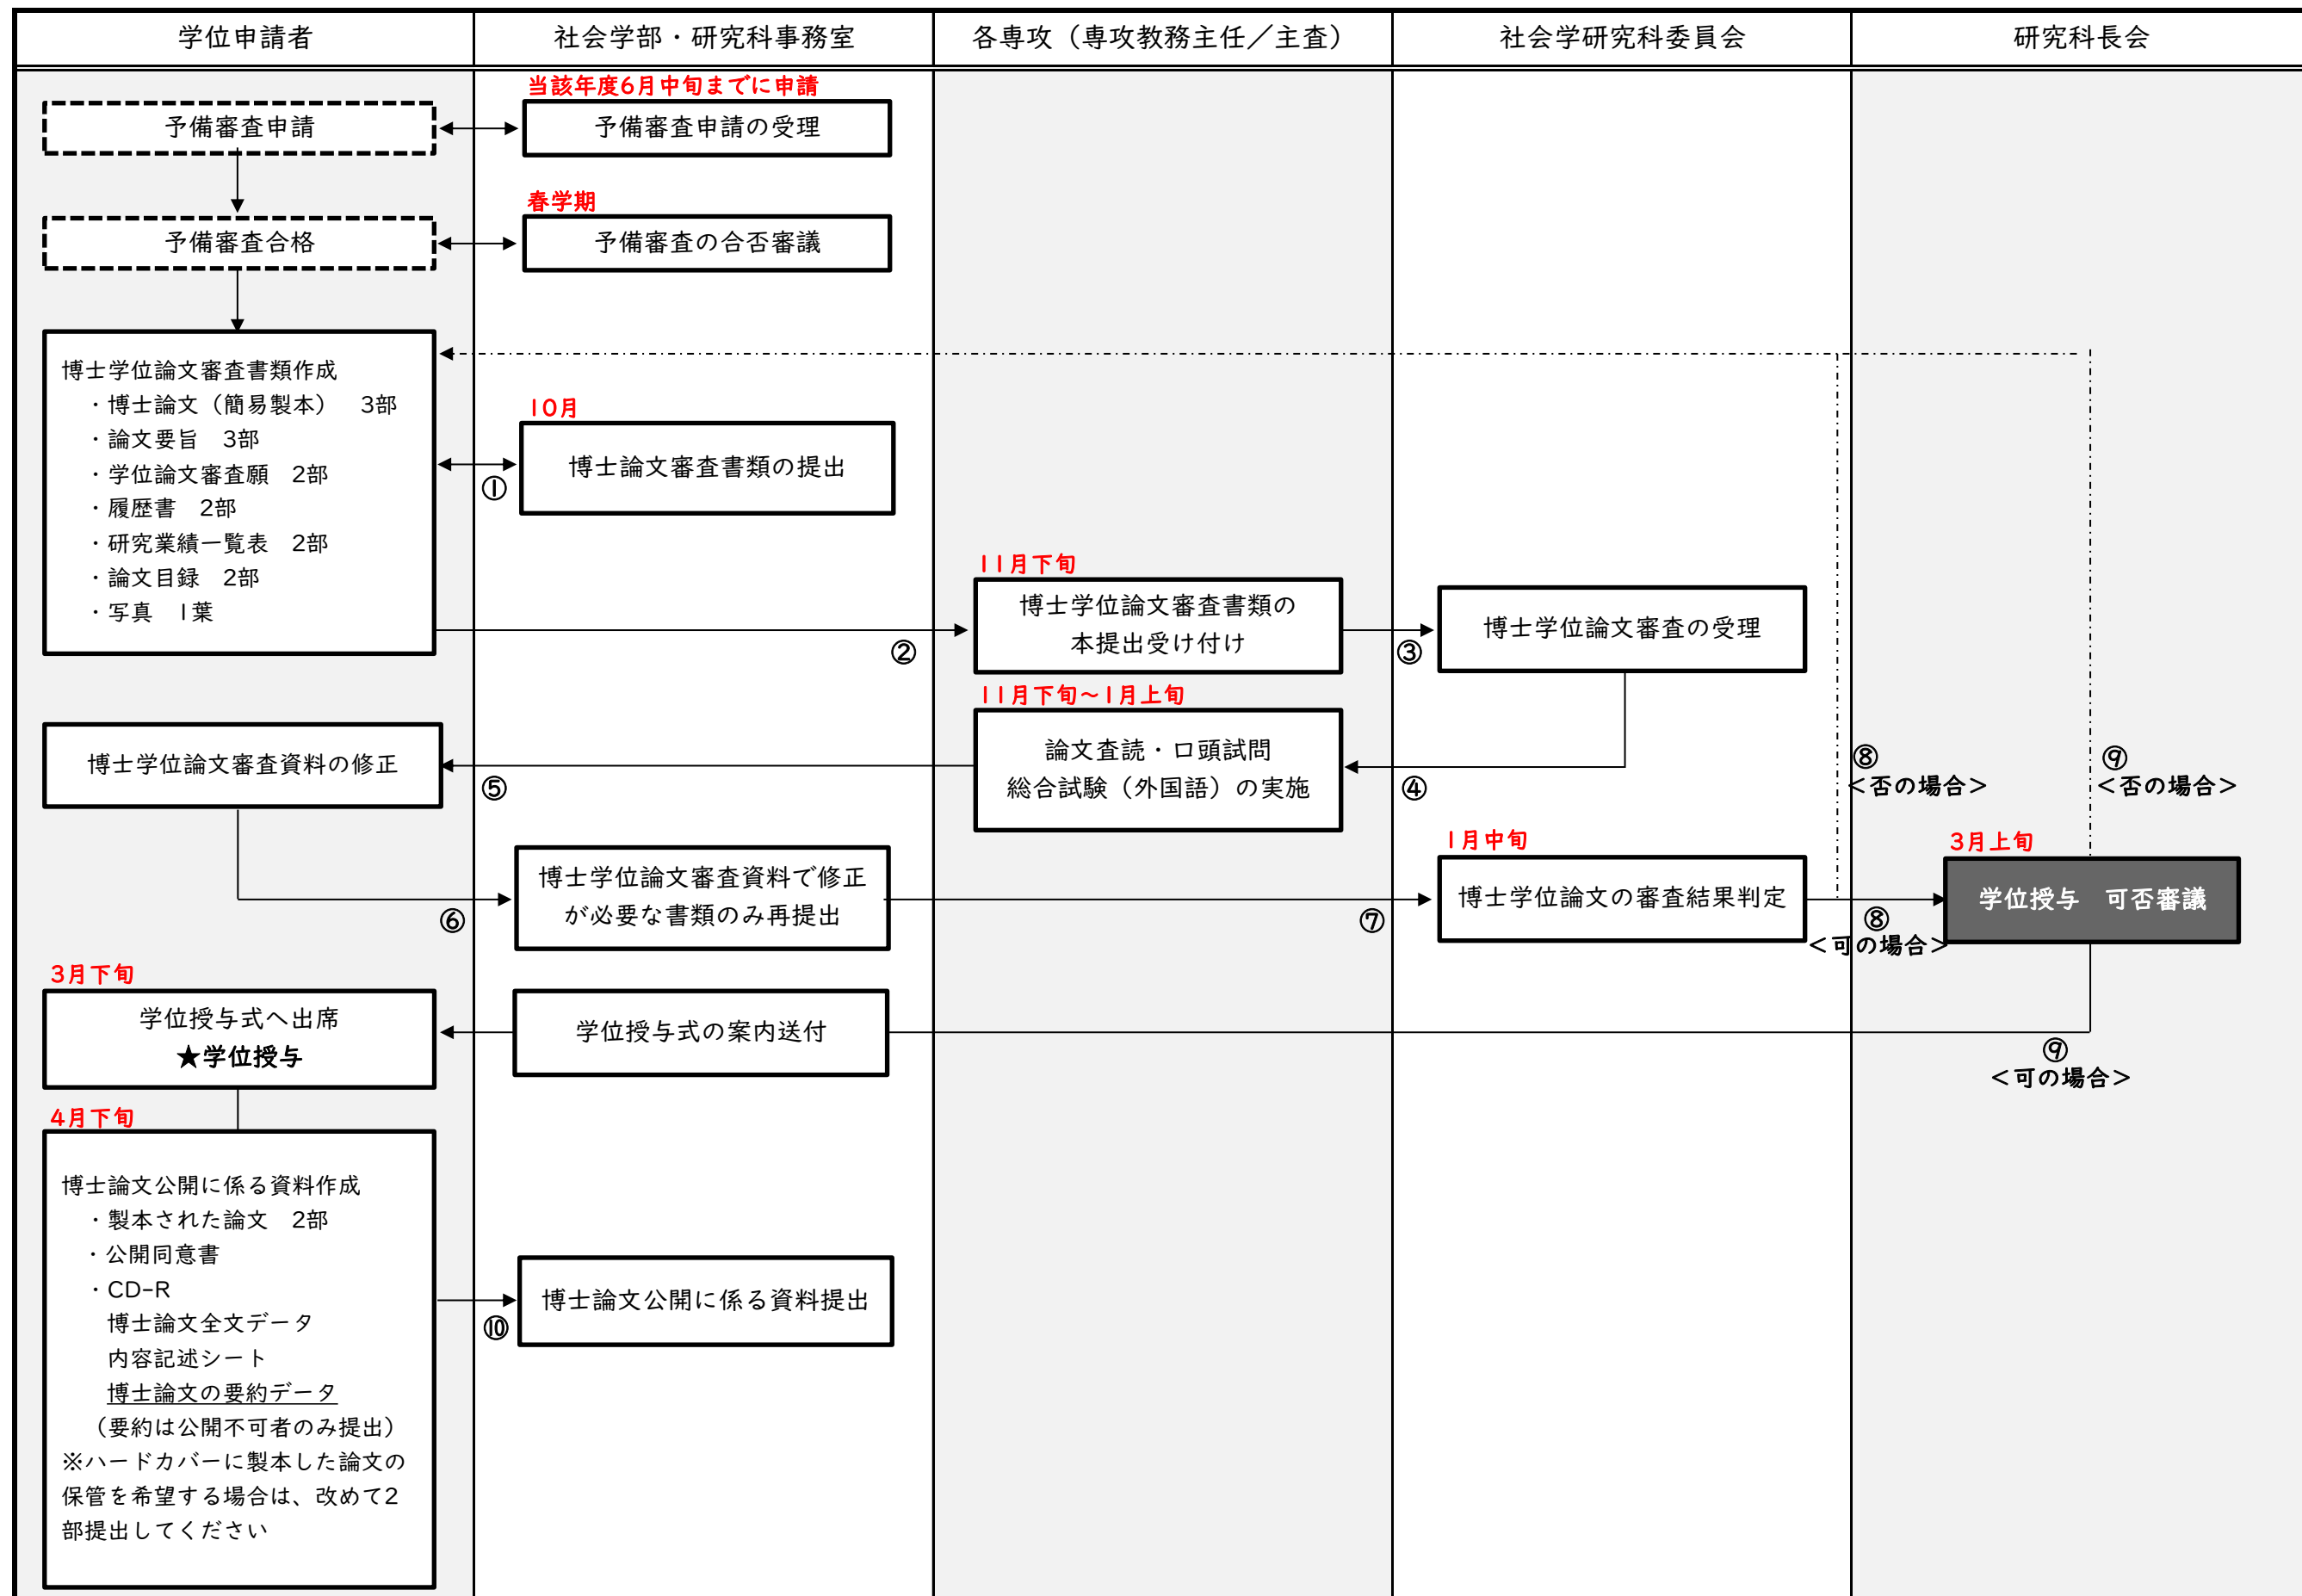 学位申請者
社会学部・研究科事務室
各専攻（専攻教務主任／主査）
社会学研究科委員会
研究科長会
当該年度6月中旬までに申請
予備審査申請
予備審査申請の受理
春学期
予備審査合格
予備審査の合否審議
博士学位論文審査書類作成
・博士論文（簡易製本）　3部
・論文要旨　3部
・学位論文審査願　2部
・履歴書　2部
・研究業績一覧表　2部
・論文目録　2部
・写真　1葉
10月
博士論文審査書類の提出
①
11月下旬
博士学位論文審査書類の
本提出受け付け
②
③
博士学位論文審査の受理
11月下旬～1月上旬
論文査読・口頭試問
総合試験（外国語）の実施
④
⑤
博士学位論文審査資料の修正
⑧
＜否の場合＞
⑨
＜否の場合＞
博士学位論文審査資料で修正
が必要な書類のみ再提出
⑥
⑦
1月中旬
博士学位論文の審査結果判定
⑧
＜可の場合＞
3月上旬
学位授与　可否審議
3月下旬
学位授与式へ出席
★学位授与
学位授与式の案内送付
⑨
＜可の場合＞
4月下旬
博士論文公開に係る資料作成
・製本された論文　2部
・公開同意書
・CD-R
博士論文全文データ
内容記述シート
博士論文の要約データ
（要約は公開不可者のみ提出）
※ハードカバーに製本した論文の
保管を希望する場合は、改めて2
部提出してください
⑩
博士論文公開に係る資料提出